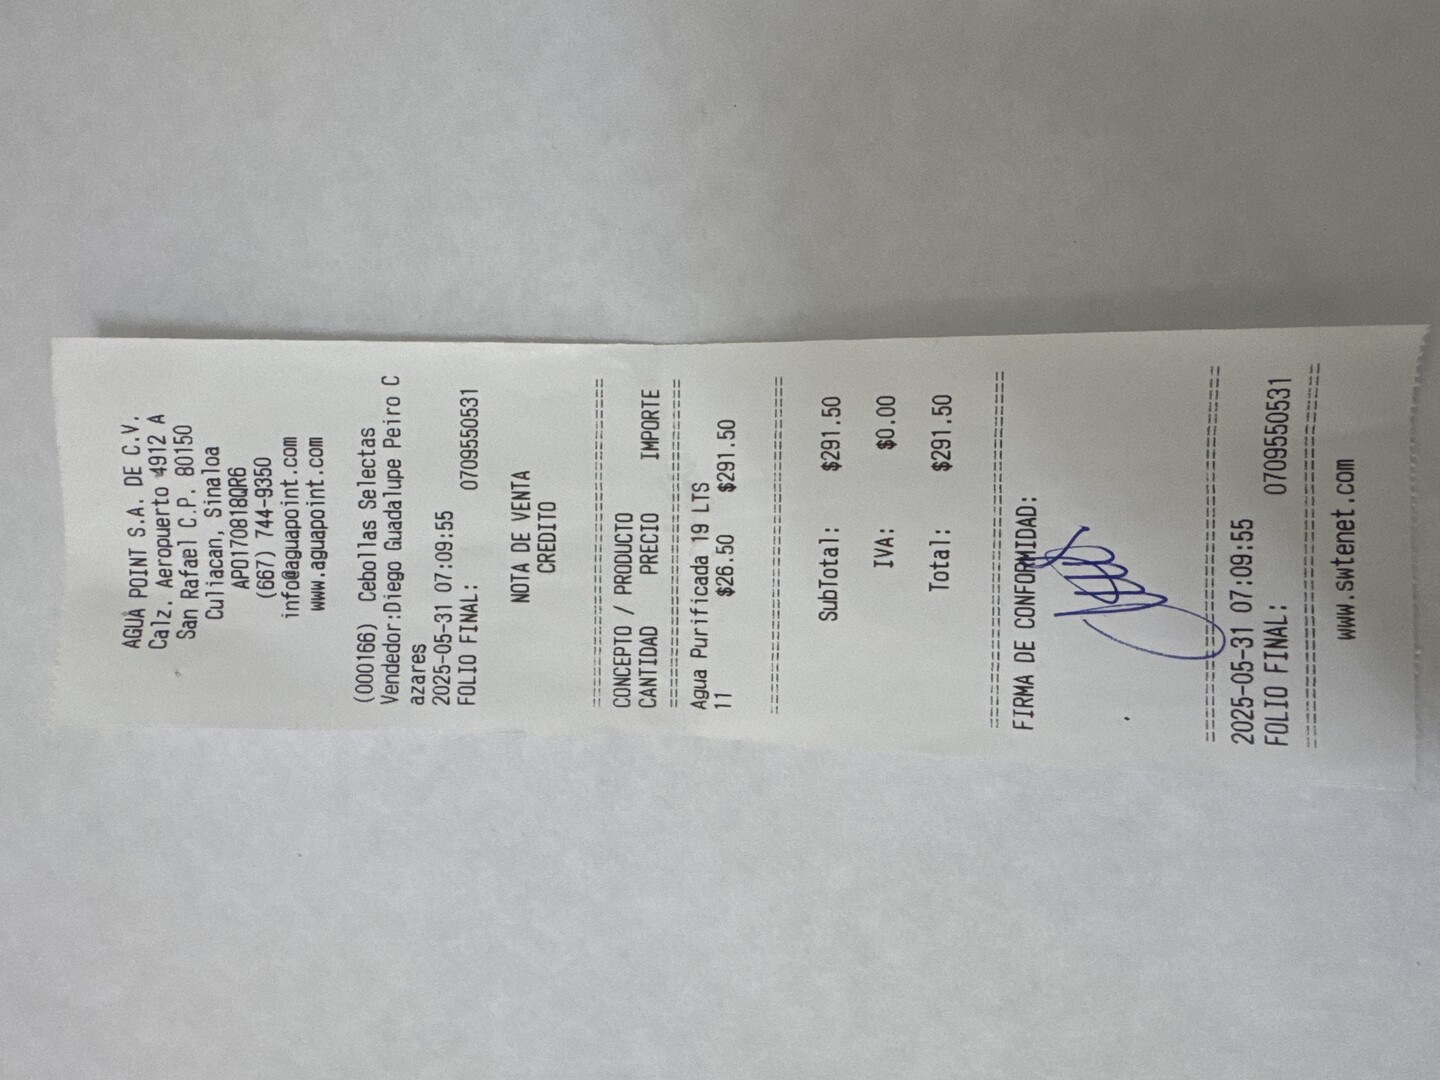 AGUA POINT S.A. DE C.V.
Calz. Aeropuerto 4912 A
San Rafael C.P. 80150
Culiacan, Sinaloa
APO170818QR6
(667) 744-9350
info@aguapoint.com
www.aguapoint.com
(000166) Cebollas Selectas
Vendedor:Diego Guadalupe Peiro C
azares
2025-05-31 07:09:55
FOLIO FINAL: 0709550531
NOTA DE VENTA
CREDITO
================================
CONCEPTO / PRODUCTO
CANTIDAD PRECIO IMPORTE
================================
Agua Purificada 19 LTS
11 $26.50 $291.50
================================
SubTotal: $291.50
IVA: $0.00
Total: $291.50
================================
FIRMA DE CONFORMIDAD:
================================
2025-05-31 07:09:55
FOLIO FINAL: 0709550531
================================
www.swtenet.com